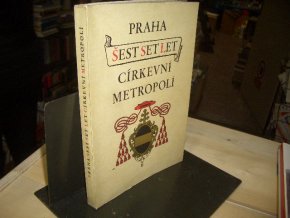 PRAHA
ŠEST SET LET
CÍRKEVNÍ
METROPOLÍ
PRAHA ŠEST SET LET CÍRKEVNÍ METROPOLÍ